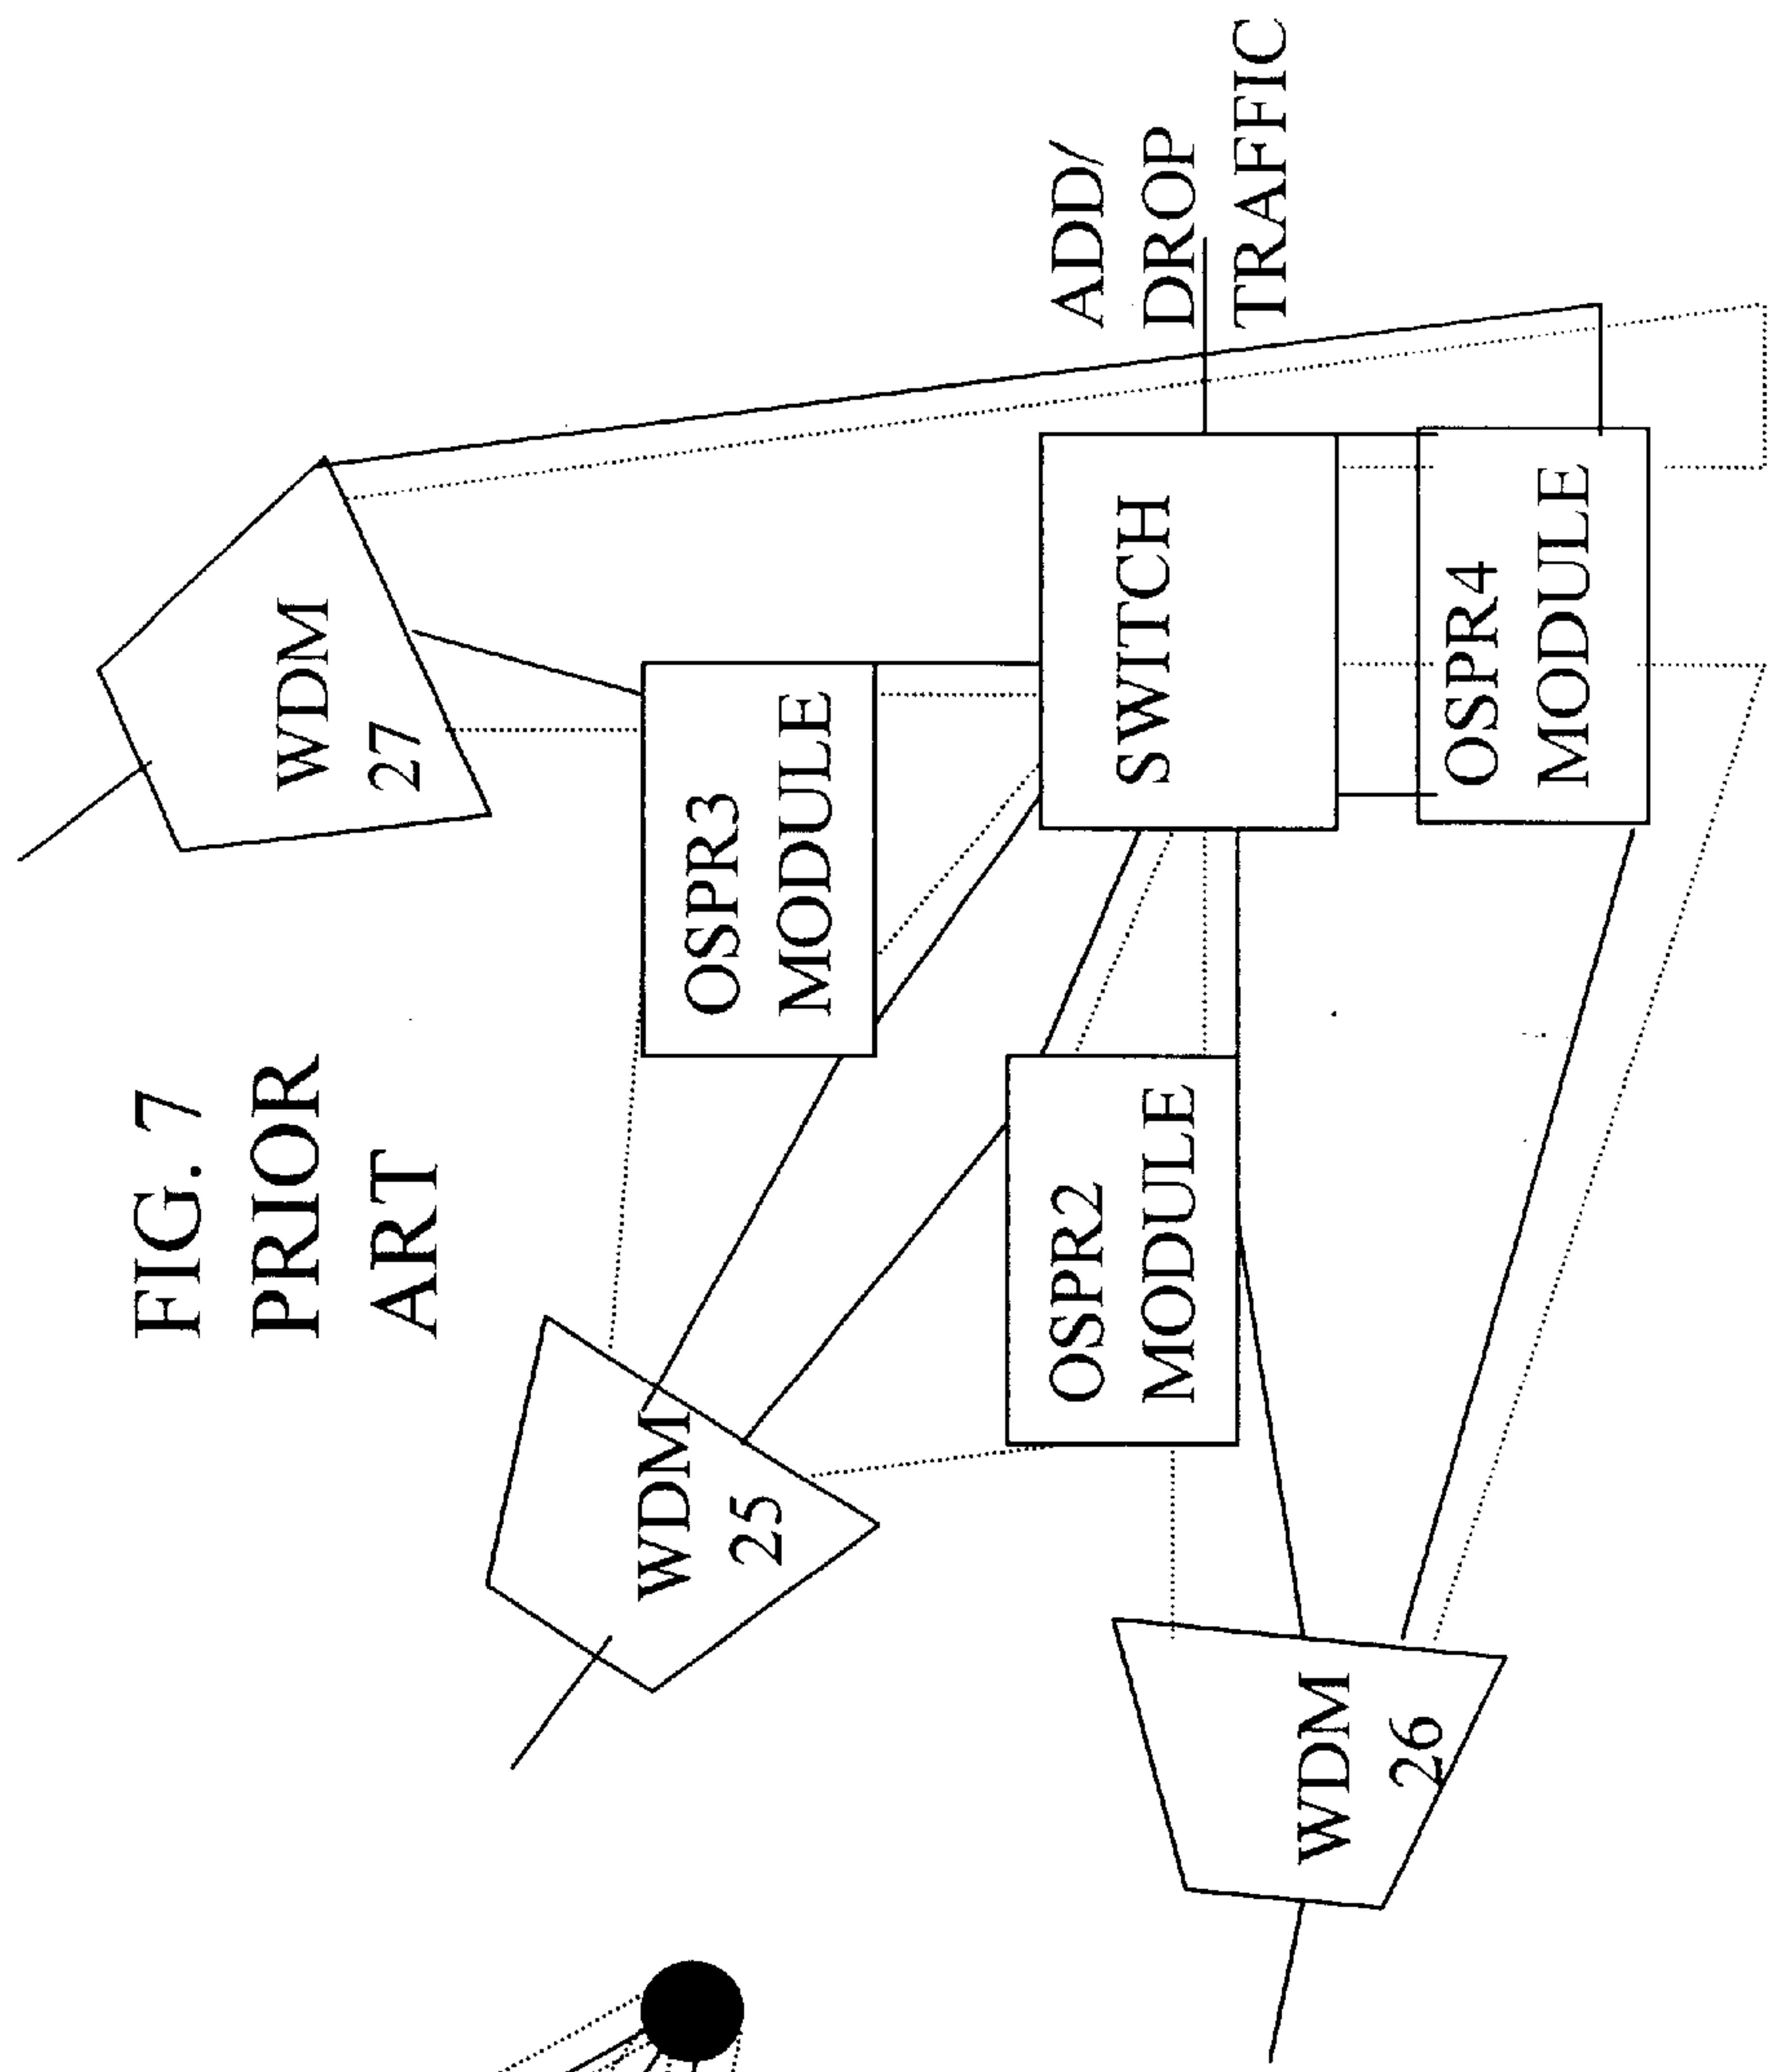 FIG. 7
PRIOR
ART
WDM
27
OSPR3
MODULE
WDM
25
ADD/
DROP
TRAFFIC
SWITCH
OSPR2
MODULE
OSPR4
MODULE
WDM
26